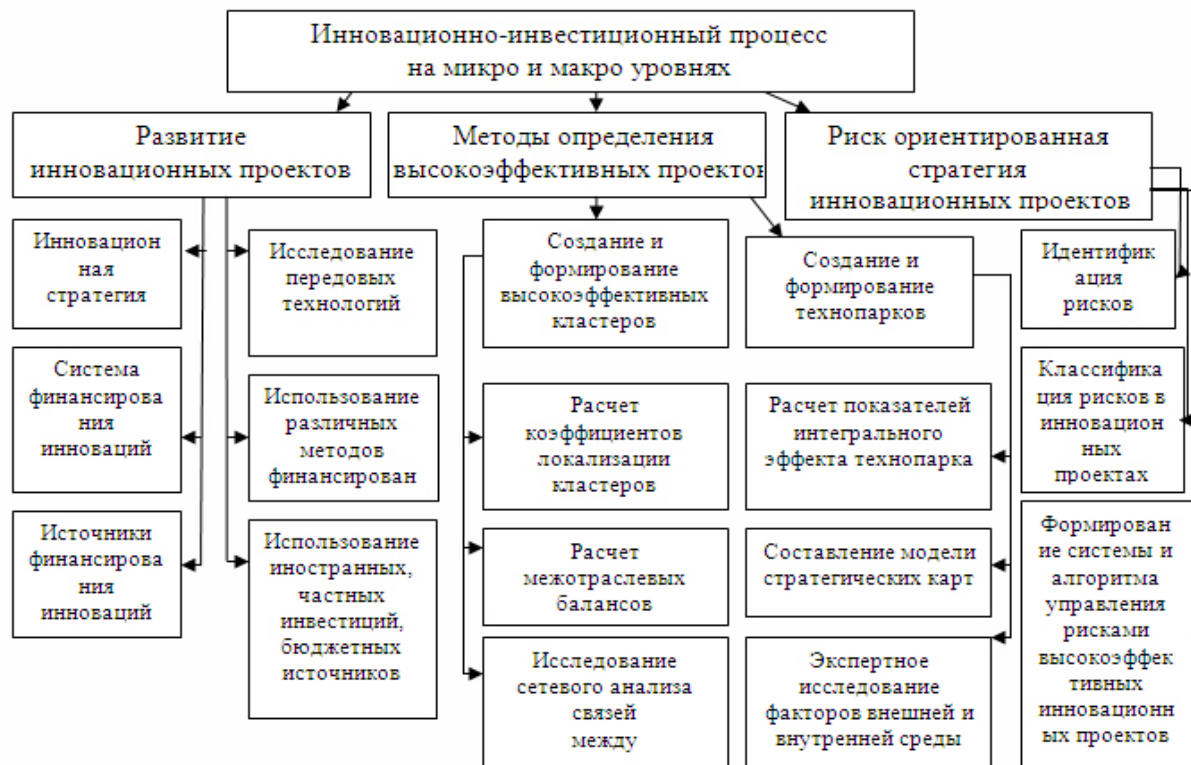 Инновационно-инвестиционный процесс
на микро и макро уровнях
Развитие
инновационных проектов
Методы определения
высокоэффективных проектов
Риск ориентированная
стратегия
инновационных проектов
Инновацион
ная
стратегия
Исследование
передовых
технологий
Создание и
формирование
высокоэффективных
кластеров
Создание и
формирование
технопарков
Идентифик
ация
рисков
Система
финансирова
ния
инноваций
Использование
различных
методов
финансирован
Расчет
коэффициентов
локализации
кластеров
Расчет показателей
интегрального
эффекта технопарка
Классифика
ция рисков в
инновацион
ных
проектах
Источники
финансирова
ния
инноваций
Использование
иностранных,
частных
инвестиций,
бюджетных
источников
Расчет
межотраслевых
балансов
Составление модели
стратегических карт
Формирован
ие системы и
алгоритма
управления
рисками
высокоэффек
тивных
инновационн
ых проектов
Исследование
сетевого анализа
связей
между
Экспертное
исследование
факторов внешней и
внутренней среды